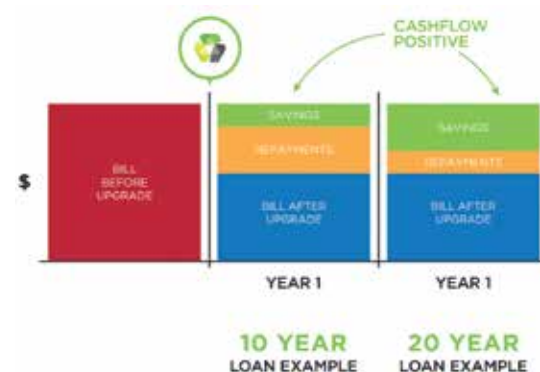 CASHFLOW
POSITIVE
$
BILL
BEFORE
UPGRADE
SAVINGS
REPAYMENTS
BILL AFTER
UPGRADE
SAVINGS
REPAYMENTS
BILL AFTER
UPGRADE
YEAR 1
YEAR 1
10 YEAR
LOAN EXAMPLE
20 YEAR
LOAN EXAMPLE